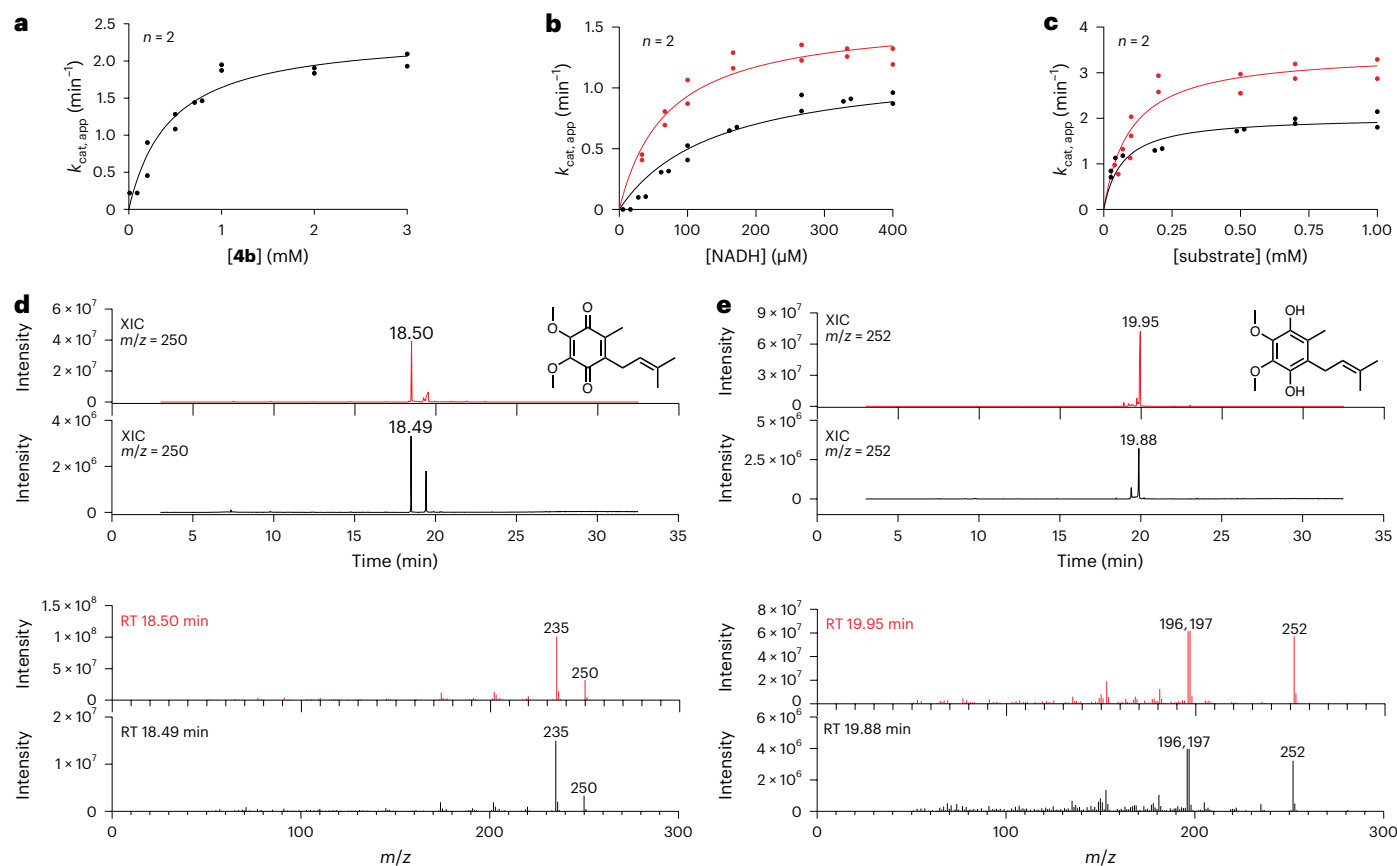 a
n = 2
2.5
2.0
1.5
1.0
0.5
0
k cat, app (min⁻¹)
0 1 2 3
[4b] (mM)
b
n = 2
1.5
1.0
0.5
0
k cat, app (min⁻¹)
0 100 200 300 400
[NADH] (µM)
c
n = 2
4
3
2
1
0
k cat, app (min⁻¹)
0 0.25 0.50 0.75 1.00
[substrate] (mM)
d
Intensity
6 × 10⁷
4 × 10⁷
2 × 10⁷
0
XIC
m/z = 250
18.50
O
O
O
O
Intensity
4 × 10⁶
2 × 10⁶
0
XIC
m/z = 250
18.49
0 5 10 15 20 25 30 35
Time (min)
Intensity
1.5 × 10⁸
1 × 10⁸
5 × 10⁷
0
RT 18.50 min
235
250
Intensity
2 × 10⁷
1 × 10⁷
0
RT 18.49 min
235
250
0 100 200 300
m/z
e
Intensity
9 × 10⁷
6 × 10⁷
3 × 10⁷
0
XIC
m/z = 252
19.95
OH
O
O
OH
Intensity
5 × 10⁶
2.5 × 10⁶
0
XIC
m/z = 252
19.88
0 5 10 15 20 25 30 35
Time (min)
Intensity
8 × 10⁷
6 × 10⁷
4 × 10⁷
2 × 10⁷
0
RT 19.95 min
196,197
252
Intensity
6 × 10⁶
4 × 10⁶
2 × 10⁶
0
RT 19.88 min
196,197
252
0 100 200 300
m/z